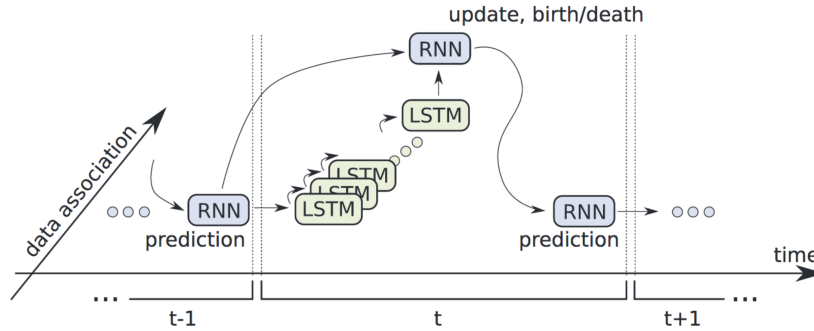 update, birth/death
RNN
LSTM
LSTM
LSTM
LSTM
data association
RNN
prediction
RNN
prediction
time
...
t-1
t
t+1
...